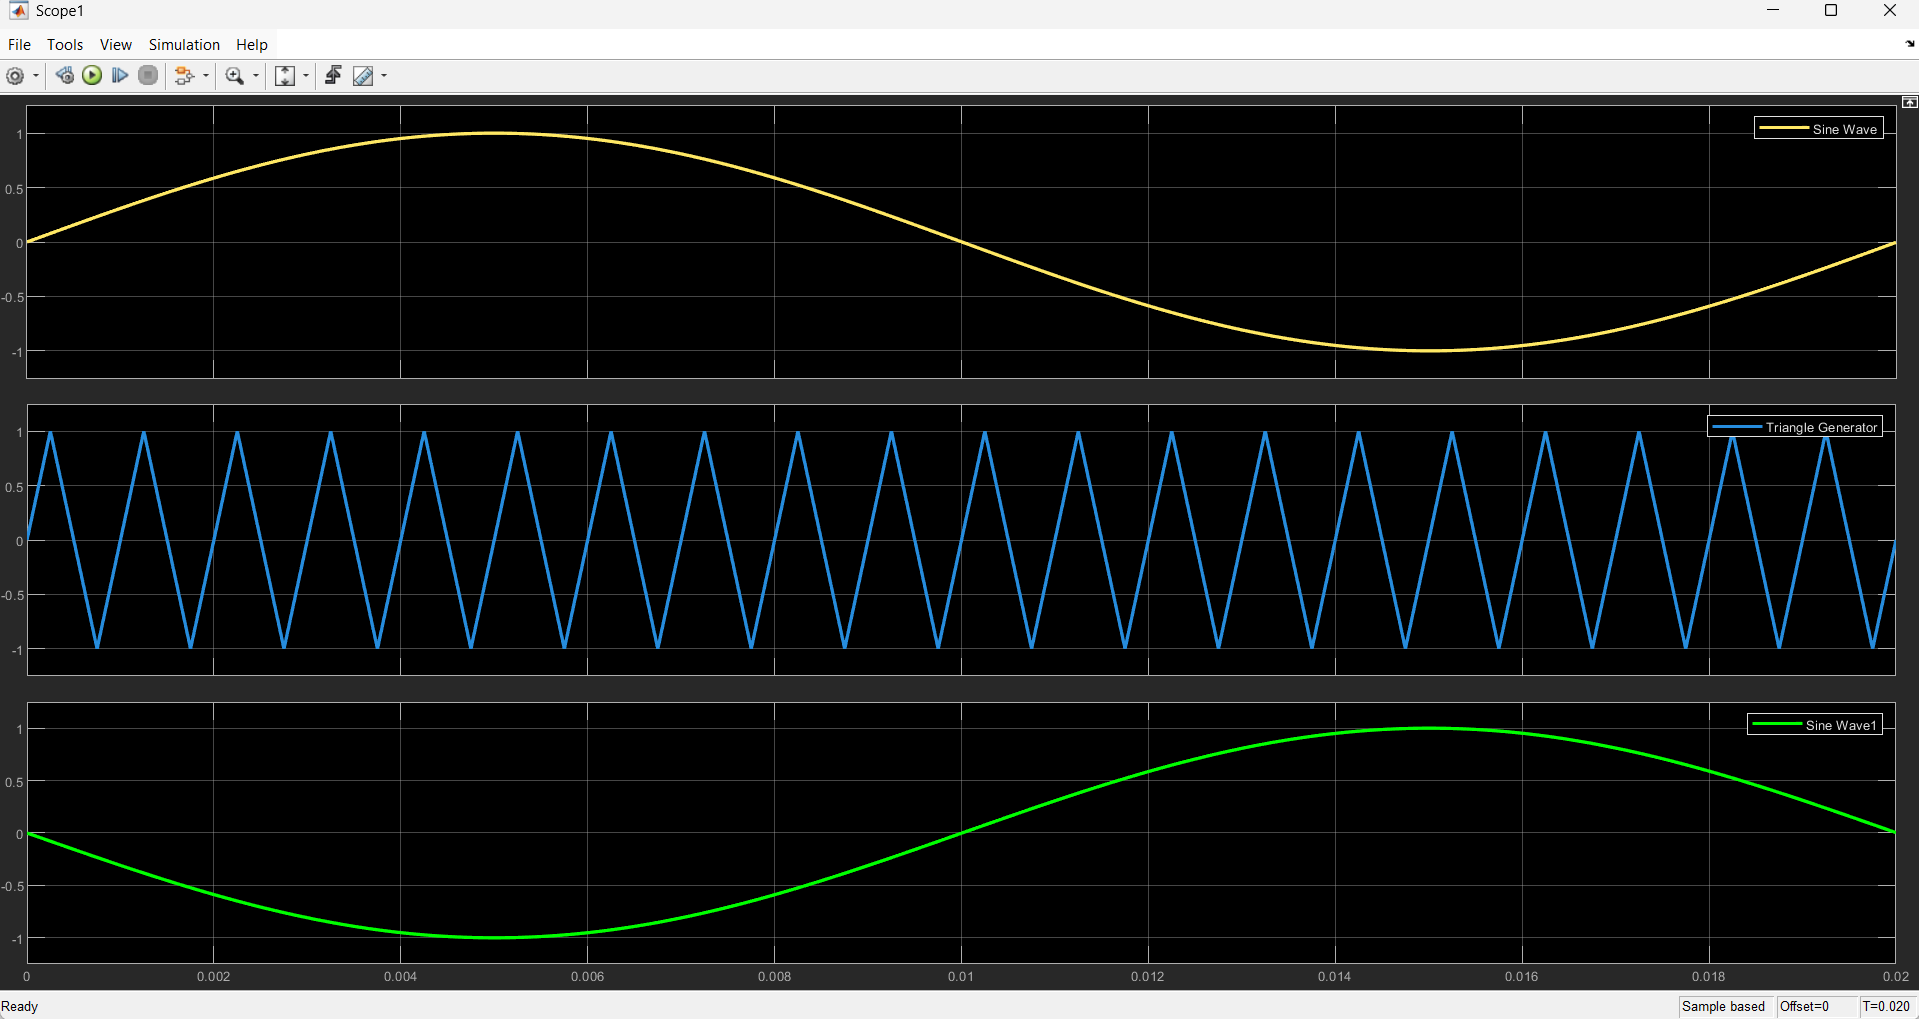 Scope1
File Tools View Simulation Help
Sine Wave
1
0.5
0
-0.5
-1
Triangle Generator
1
0.5
0
-0.5
-1
Sine Wave1
1
0.5
0
-0.5
-1
0 0.002 0.004 0.006 0.008 0.01 0.012 0.014 0.016 0.018 0.02
Ready Sample based Offset=0 T=0.020